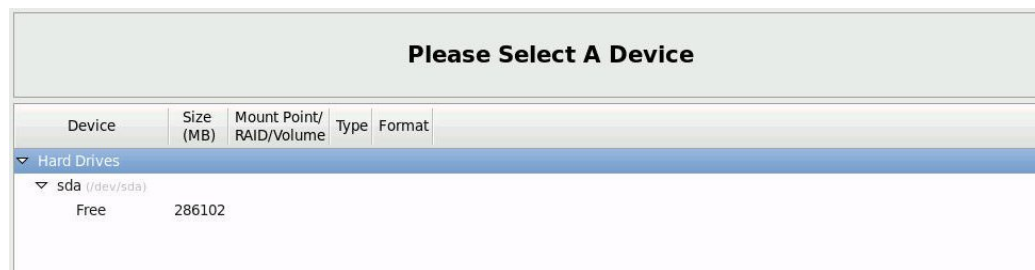 Please Select A Device
Device Size (MB) Mount Point/ RAID/Volume Type Format
Hard Drives
sda (/dev/sda)
Free 286102